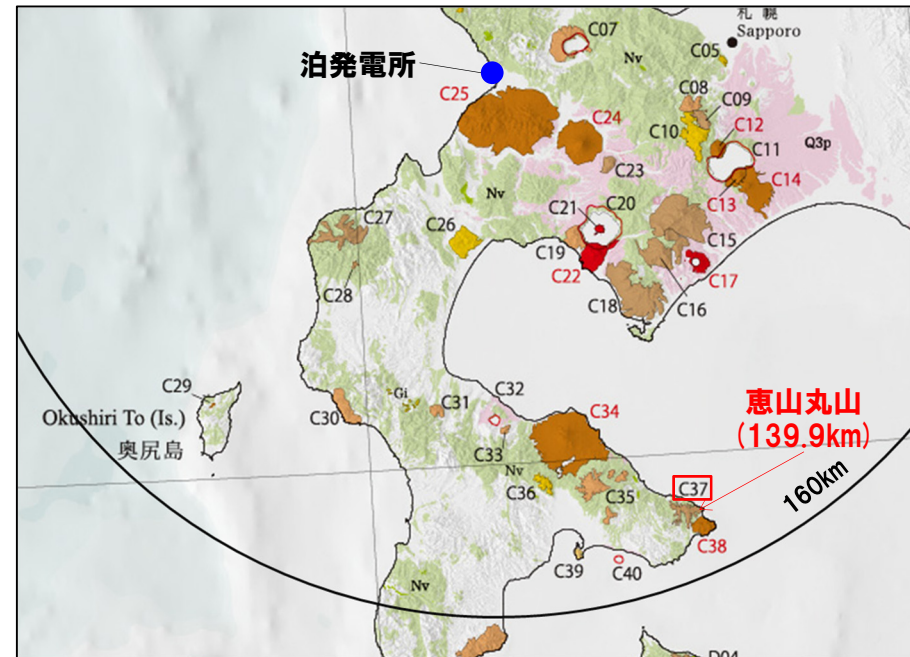 札 幌
Sapporo
C07
C05
Nv
泊発電所
C25
C08
C09
C24
C10
C12
C11
Q3p
C23
C14
C13
Nv
C21
C20
C27
C26
C15
C19
C17
C22
C28
C16
C18
C29
Gi
C32
C31
Okushiri To (Is.)
C30
C34
恵山丸山
(139.9km)
奥尻島
C33
Nv
C37
160km
C36
C35
C38
C39
C40
Nv
D04